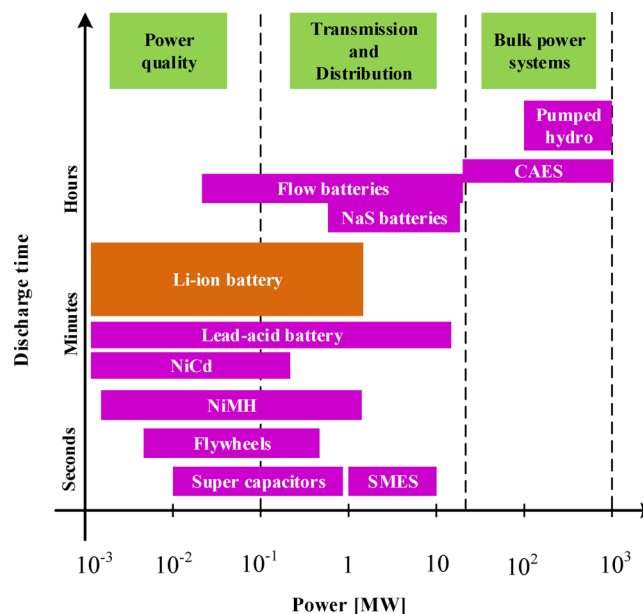 Power
quality
Transmission
and
Distribution
Bulk power
systems
Pumped
hydro
CAES
Flow batteries
NaS batteries
Li-ion battery
Lead-acid battery
NiCd
NiMH
Flywheels
Super capacitors
SMES
Discharge time
Hours
Minutes
Seconds
10⁻³
10⁻²
10⁻¹
1
10
10²
10³
Power [MW]